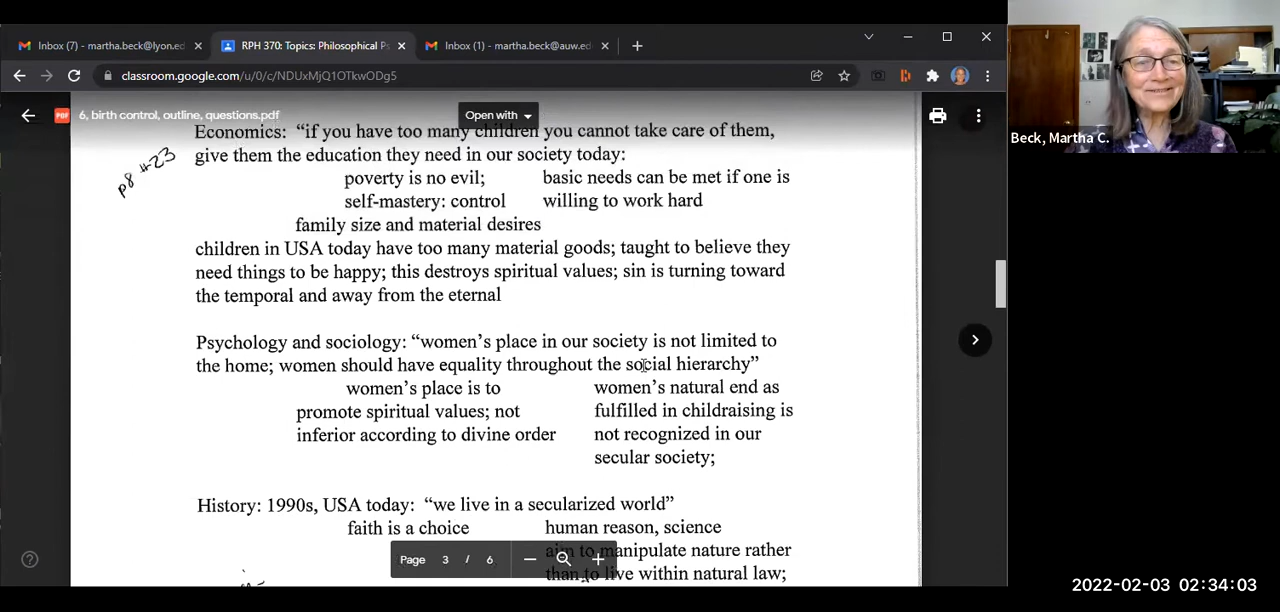 Inbox (7) - martha.beck@lyon.ed
RPH 370: Topics: Philosophical P
Inbox (1) - martha.beck@auw.ed
classroom.google.com/u/0/c/NDUxMjQ1OTkwODg5
6, birth control, outline, questions.pdf
Open with
Beck, Martha C.
Economics: “if you have too many children you cannot take care of them,
p8 #23
give them the education they need in our society today:
poverty is no evil; basic needs can be met if one is
self-mastery: control willing to work hard
family size and material desires
children in USA today have too many material goods; taught to believe they
need things to be happy; this destroys spiritual values; sin is turning toward
the temporal and away from the eternal
Psychology and sociology: “women’s place in our society is not limited to
the home; women should have equality throughout the social hierarchy”
women’s place is to women’s natural end as
promote spiritual values; not fulfilled in childraising is
inferior according to divine order not recognized in our
secular society;
History: 1990s, USA today: “we live in a secularized world”
faith is a choice human reason, science
aim to manipulate nature rather
Page 3 / 6
than to live within natural law;
2022-02-03 02:34:03